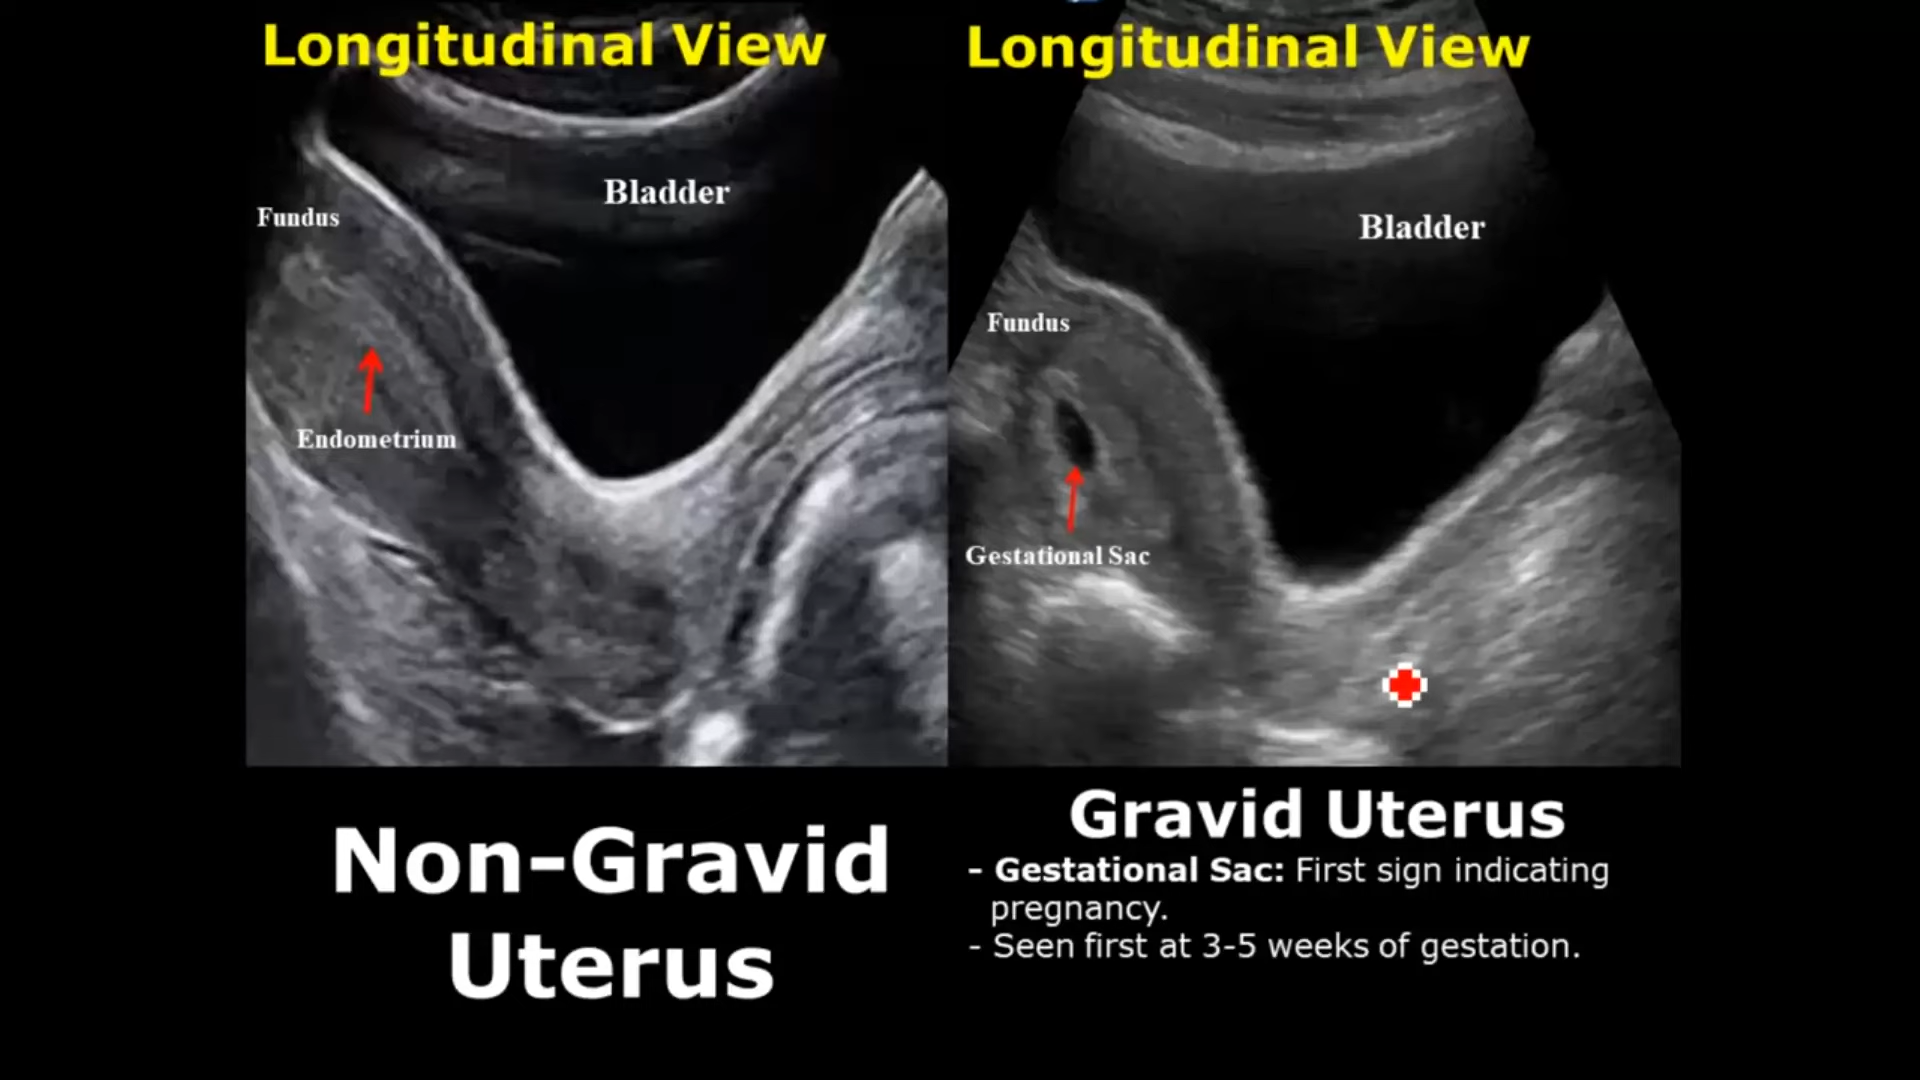 Longitudinal View
Bladder
Fundus
Endometrium
Non-Gravid
Uterus
Longitudinal View
Bladder
Fundus
Gestational Sac
Gravid Uterus
- Gestational Sac: First sign indicating
pregnancy.
- Seen first at 3-5 weeks of gestation.